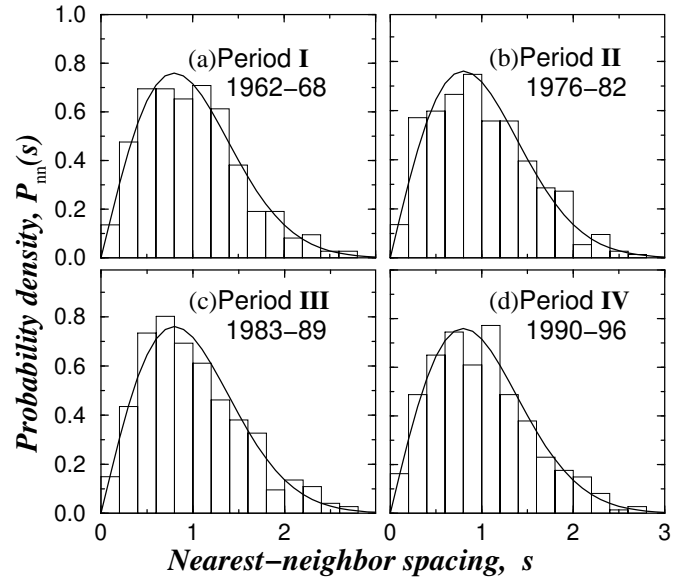 1.0
0.8
0.6
0.4
0.2
0.0
(a)Period I
1962−68
(b)Period II
1976−82
0.8
0.6
0.4
0.2
0.0
(c)Period III
1983−89
(d)Period IV
1990−96
0 1 2
0 1 2 3
Probability density, Pnn(s)
Nearest−neighbor spacing, s